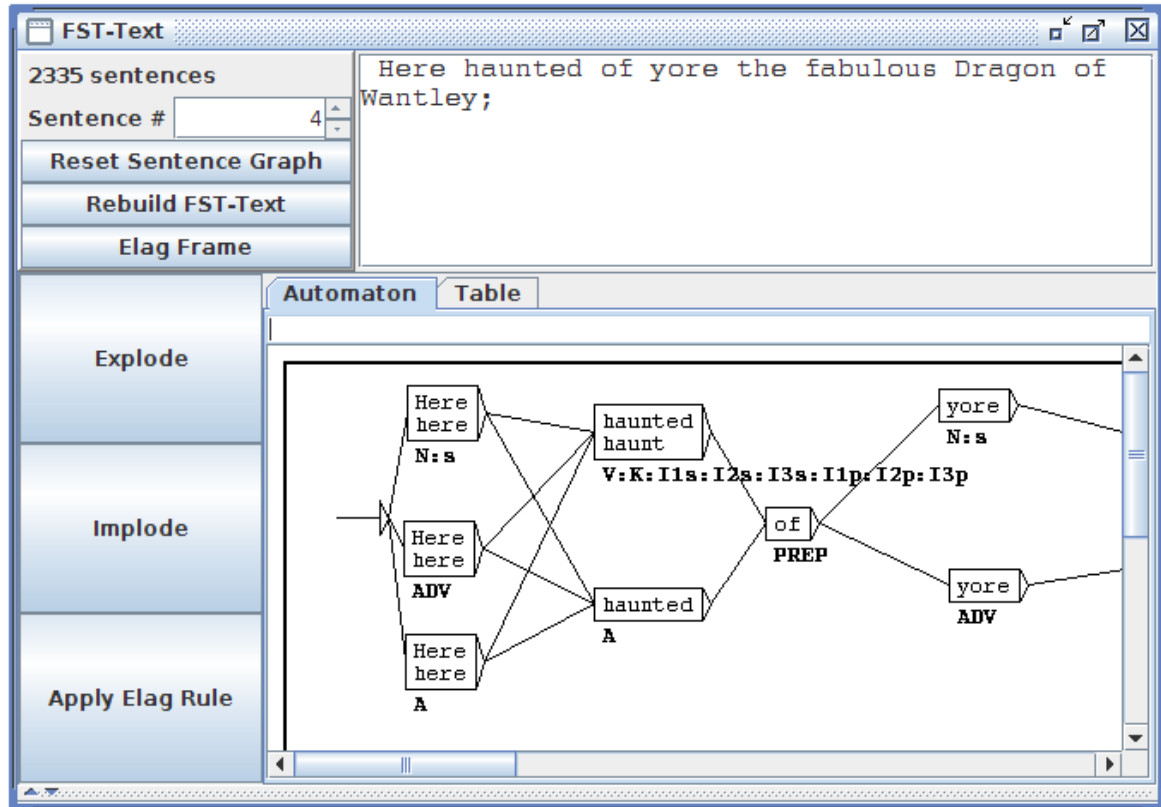 FST-Text
2335 sentences
Sentence # 4
Reset Sentence Graph
Rebuild FST-Text
Elag Frame
Here haunted of yore the fabulous Dragon of
Wantley;
Explode
Implode
Apply Elag Rule
Automaton Table
Here
here
N:s
Here
here
ADV
Here
here
A
haunted
haunt
V:K:I1s:I2s:I3s:I1p:I2p:I3p
haunted
A
of
PREP
yore
N:s
yore
ADV